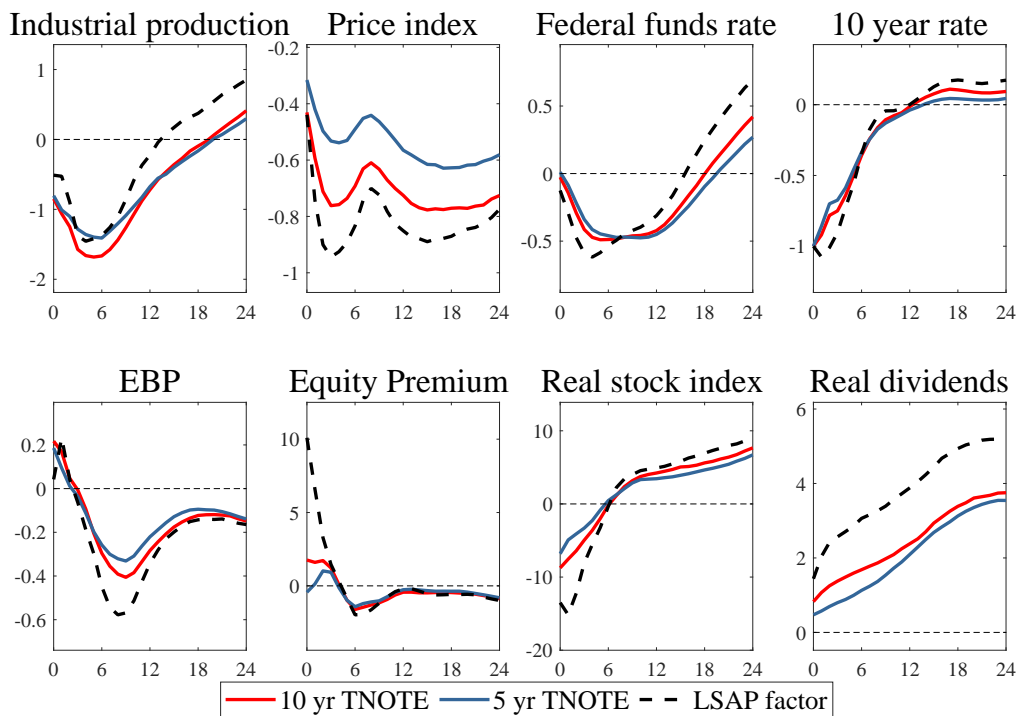 Industrial production Price index Federal funds rate 10 year rate
1
0
-1
-2
0 6 12 18 24
-0.2
-0.4
-0.6
-0.8
-1
0 6 12 18 24
0.5
0
-0.5
0 6 12 18 24
0
-0.5
-1
0 6 12 18 24
EBP Equity Premium Real stock index Real dividends
0.2
0
-0.2
-0.4
-0.6
0 6 12 18 24
10
5
0
0 6 12 18 24
10
0
-10
-20
0 6 12 18 24
6
4
2
0
0 6 12 18 24
10 yr TNOTE 5 yr TNOTE LSAP factor